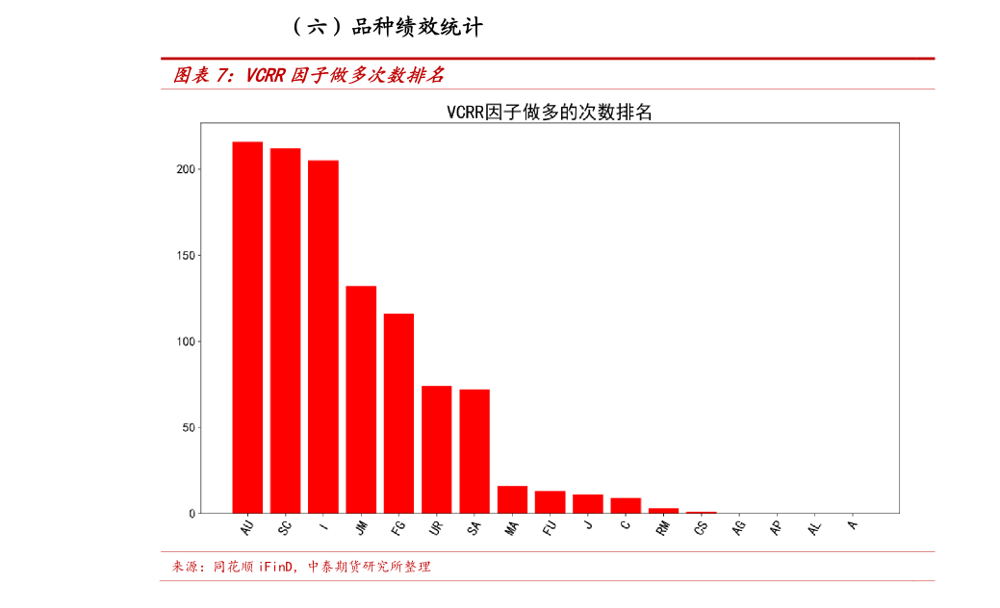 （六）品种绩效统计
图表 7：VCRR 因子做多次数排名
VCRR因子做多的次数排名
200
150
100
50
0
AU SC I JM FG UR SA MA FU J C RM CS AG AP AL A
来源：同花顺 iFinD，中泰期货研究所整理